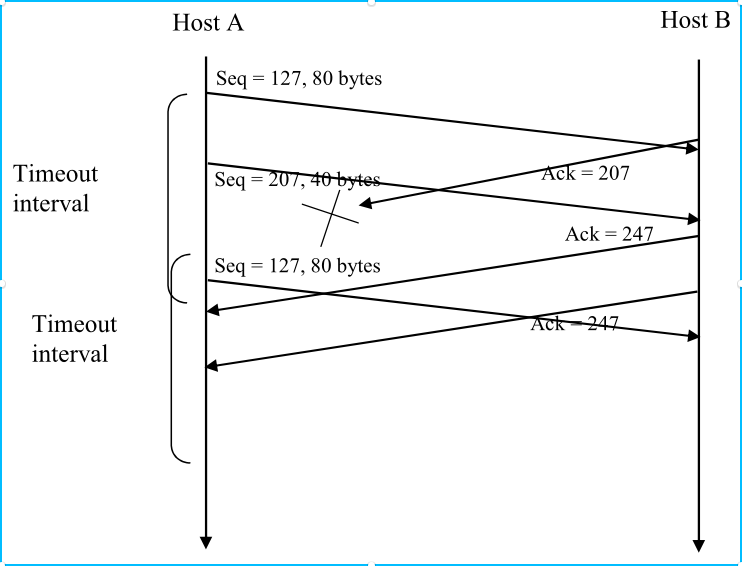 Host A
Host B
Seq = 127, 80 bytes
Timeout
interval
Ack = 207
Seq = 207, 40 bytes
Ack = 247
Seq = 127, 80 bytes
Timeout
interval
Ack = 247